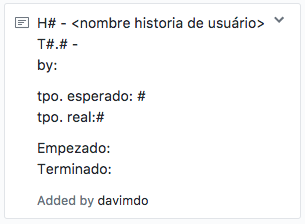 H# - <nombre historia de usuário>
T#.# -
by:
tpo. esperado: #
tpo. real:#
Empezado:
Terminado:
Added by davimdo